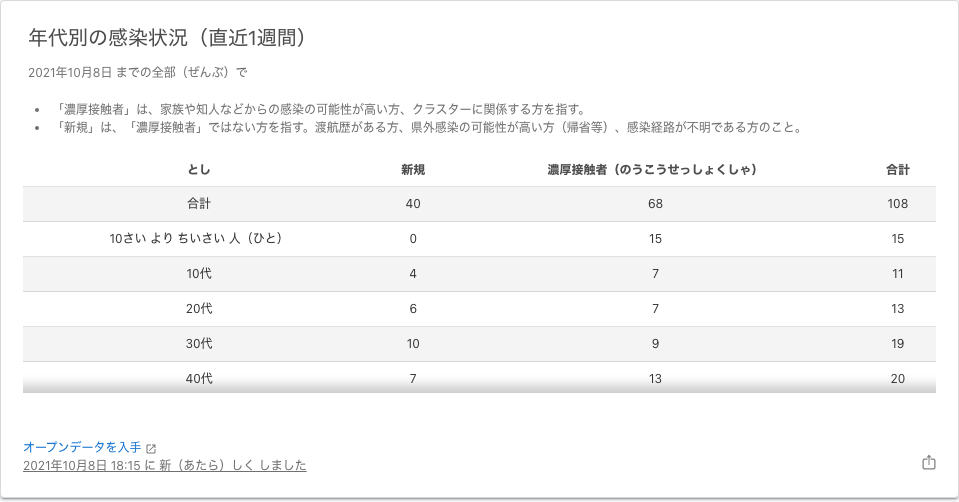 年代別の感染状況（直近1週間）
2021年10月8日 までの全部（ぜんぶ）で
• 「濃厚接触者」は、家族や知人などからの感染の可能性が高い方、クラスターに関係する方を指す。
• 「新規」は、「濃厚接触者」ではない方を指す。渡航歴がある方、県外感染の可能性が高い方（帰省等）、感染経路が不明である方のこと。
とし 新規 濃厚接触者（のうこうせっしょくしゃ） 合計
合計 40 68 108
10さい より ちいさい 人（ひと） 0 15 15
10代 4 7 11
20代 6 7 13
30代 10 9 19
40代 7 13 20
オープンデータを入手
2021年10月8日 18:15 に 新（あたら）しく しました